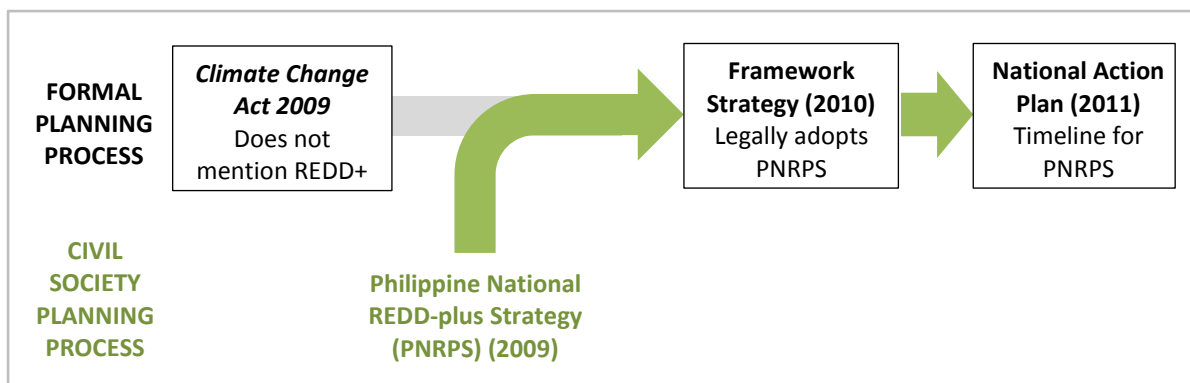 FORMAL
PLANNING
PROCESS
Climate Change
Act 2009
Does not
mention REDD+
Framework
Strategy (2010)
Legally adopts
PNRPS
National Action
Plan (2011)
Timeline for
PNRPS
CIVIL
SOCIETY
PLANNING
PROCESS
Philippine National
REDD-plus Strategy
(PNRPS) (2009)